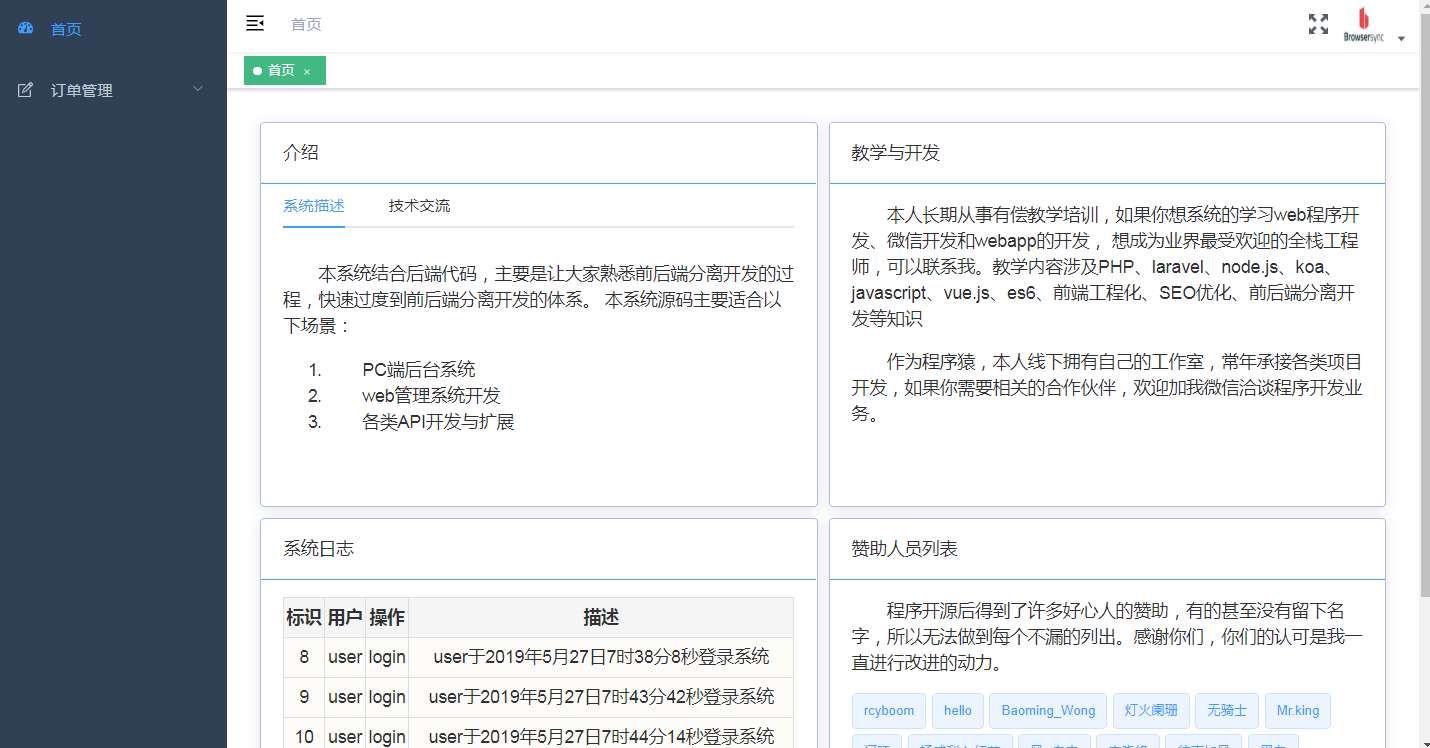 首页
订单管理
首页
Browsersync
首页 ×
介绍
系统描述 技术交流
本系统结合后端代码，主要是让大家熟悉前后端分离开发的过
程，快速过度到前后端分离开发的体系。 本系统源码主要适合以
下场景：
1. PC端后台系统
2. web管理系统开发
3. 各类API开发与扩展
教学与开发
本人长期从事有偿教学培训，如果你想系统的学习web程序开
发、微信开发和webapp的开发， 想成为业界最受欢迎的全栈工程
师，可以联系我。教学内容涉及PHP、laravel、node.js、koa、
javascript、vue.js、es6、前端工程化、SEO优化、前后端分离开
发等知识
作为程序猿，本人线下拥有自己的工作室，常年承接各类项目
开发，如果你需要相关的合作伙伴，欢迎加我微信洽谈程序开发业
务。
系统日志
标识 用户 操作 描述
8 user login user于2019年5月27日7时38分8秒登录系统
9 user login user于2019年5月27日7时43分42秒登录系统
10 user login user于2019年5月27日7时44分14秒登录系统
赞助人员列表
程序开源后得到了许多好心人的赞助，有的甚至没有留下名
字，所以无法做到每个不漏的列出。感谢你们，你们的认可是我一
直进行改进的动力。
rcyboom hello Baoming_Wong 灯火阑珊 无骑士 Mr.king